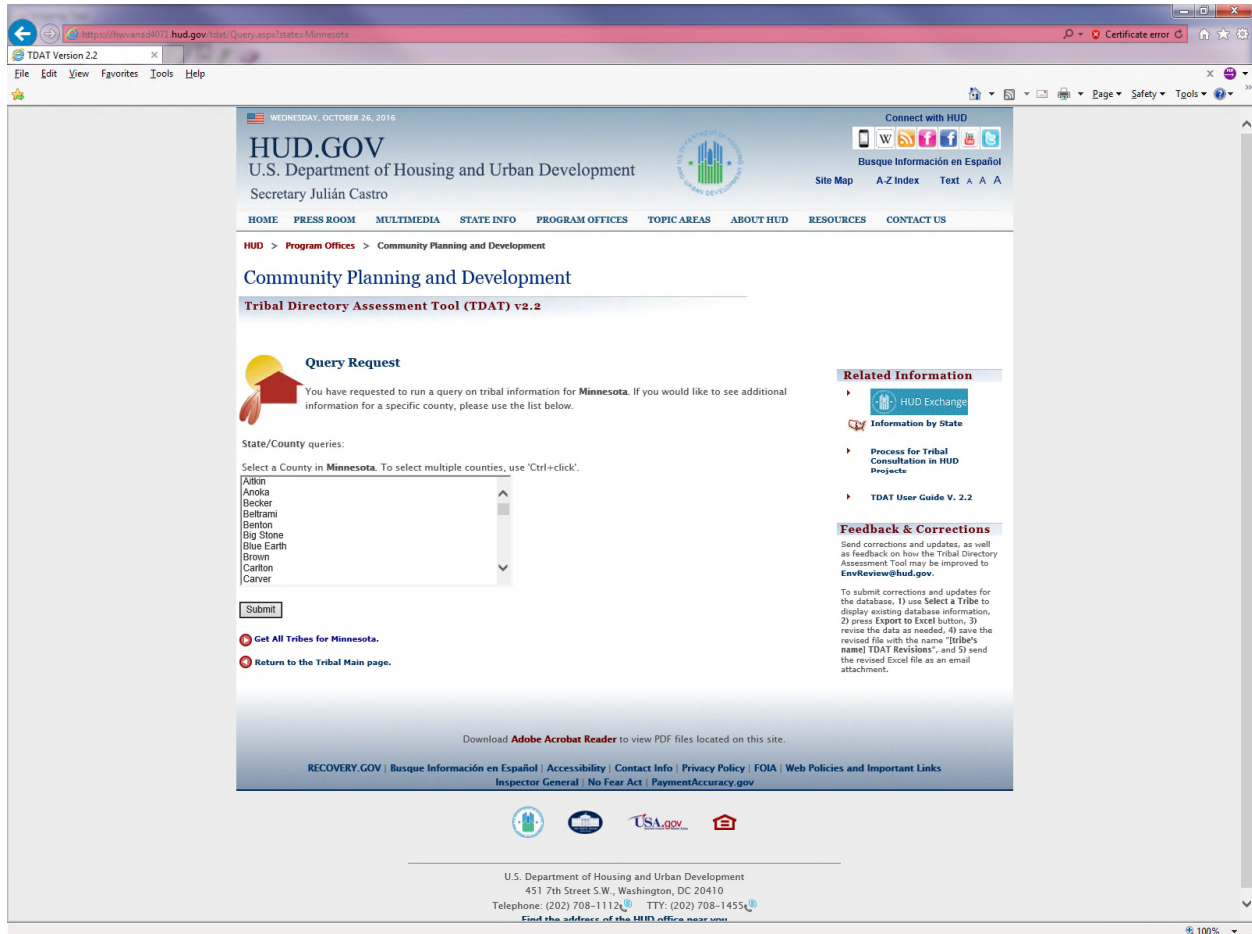 https://hwvanad4071.hud.gov/tdat/Query.aspx?state=Minnesota
Certificate error
TDAT Version 2.2
File Edit View Favorites Tools Help
Page Safety Tools
WEDNESDAY, OCTOBER 26, 2016
Connect with HUD
HUD.GOV
U.S. Department of Housing and Urban Development
Secretary Julián Castro
Busque Información en Español
Site Map A-Z Index Text A A A
HOME PRESS ROOM MULTIMEDIA STATE INFO PROGRAM OFFICES TOPIC AREAS ABOUT HUD RESOURCES CONTACT US
HUD > Program Offices > Community Planning and Development
Community Planning and Development
Tribal Directory Assessment Tool (TDAT) v2.2
Query Request
You have requested to run a query on tribal information for Minnesota. If you would like to see additional
information for a specific county, please use the list below.
State/County queries:
Select a County in Minnesota. To select multiple counties, use 'Ctrl+click'.
Aitkin
Anoka
Becker
Beltrami
Benton
Big Stone
Blue Earth
Brown
Carlton
Carver
Submit
Get All Tribes for Minnesota.
Return to the Tribal Main page.
Related Information
HUD Exchange
Information by State
Process for Tribal
Consultation in HUD
Projects
TDAT User Guide V. 2.2
Feedback & Corrections
Send corrections and updates, as well
as feedback on how the Tribal Directory
Assessment Tool may be improved to
EnvReview@hud.gov.
To submit corrections and updates for
the database, 1) use Select a Tribe to
display existing database information,
2) press Export to Excel button, 3)
revise the data as needed, 4) save the
revised file with the name "[tribe's
name] TDAT Revisions", and 5) send
the revised Excel file as an email
attachment.
Download Adobe Acrobat Reader to view PDF files located on this site.
RECOVERY.GOV | Busque Información en Español | Accessibility | Contact Info | Privacy Policy | FOIA | Web Policies and Important Links
Inspector General | No Fear Act | PaymentAccuracy.gov
USA.gov
U.S. Department of Housing and Urban Development
451 7th Street S.W., Washington, DC 20410
Telephone: (202) 708-1112 TTY: (202) 708-1455
Find the address of the HUD office near you
100%